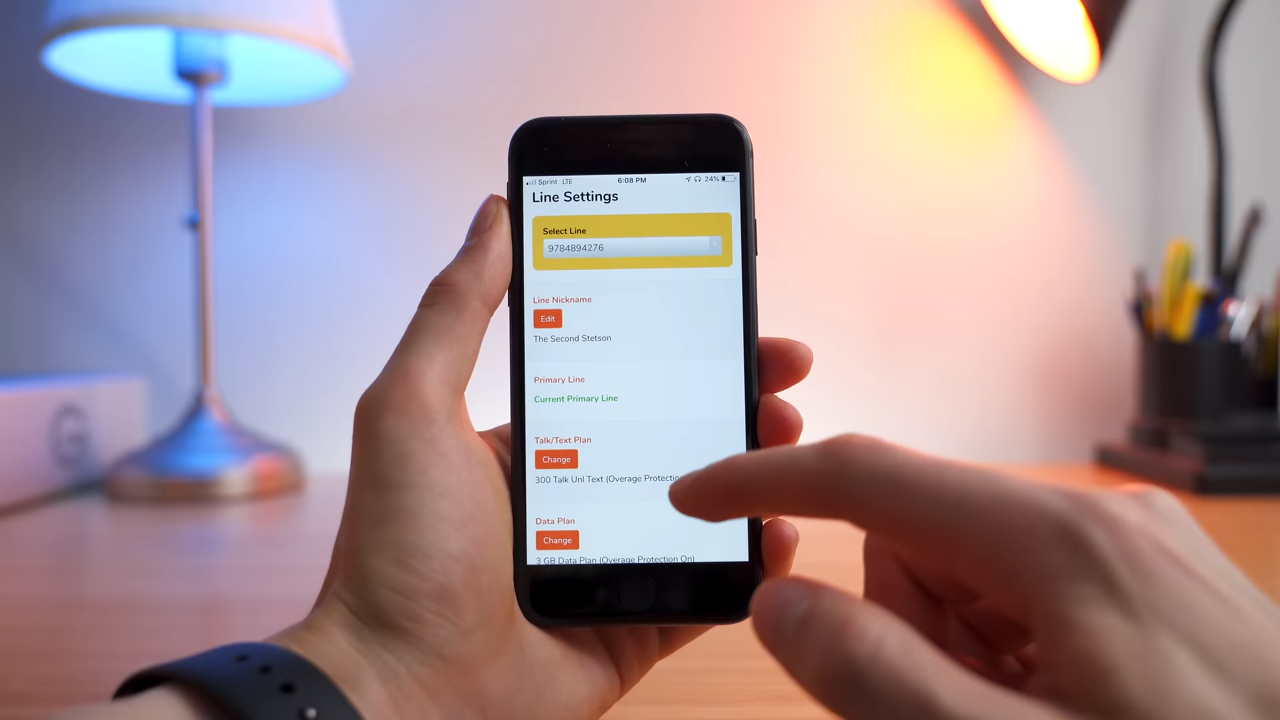 Sprint LTE 6:08 PM 24%
Line Settings
Select Line
9784894276
Line Nickname
Edit
The Second Stetson
Primary Line
Current Primary Line
Talk/Text Plan
Change
300 Talk Unl Text (Overage
Data Plan
Change
3 GB Data Plan (Overage Protection On)
G